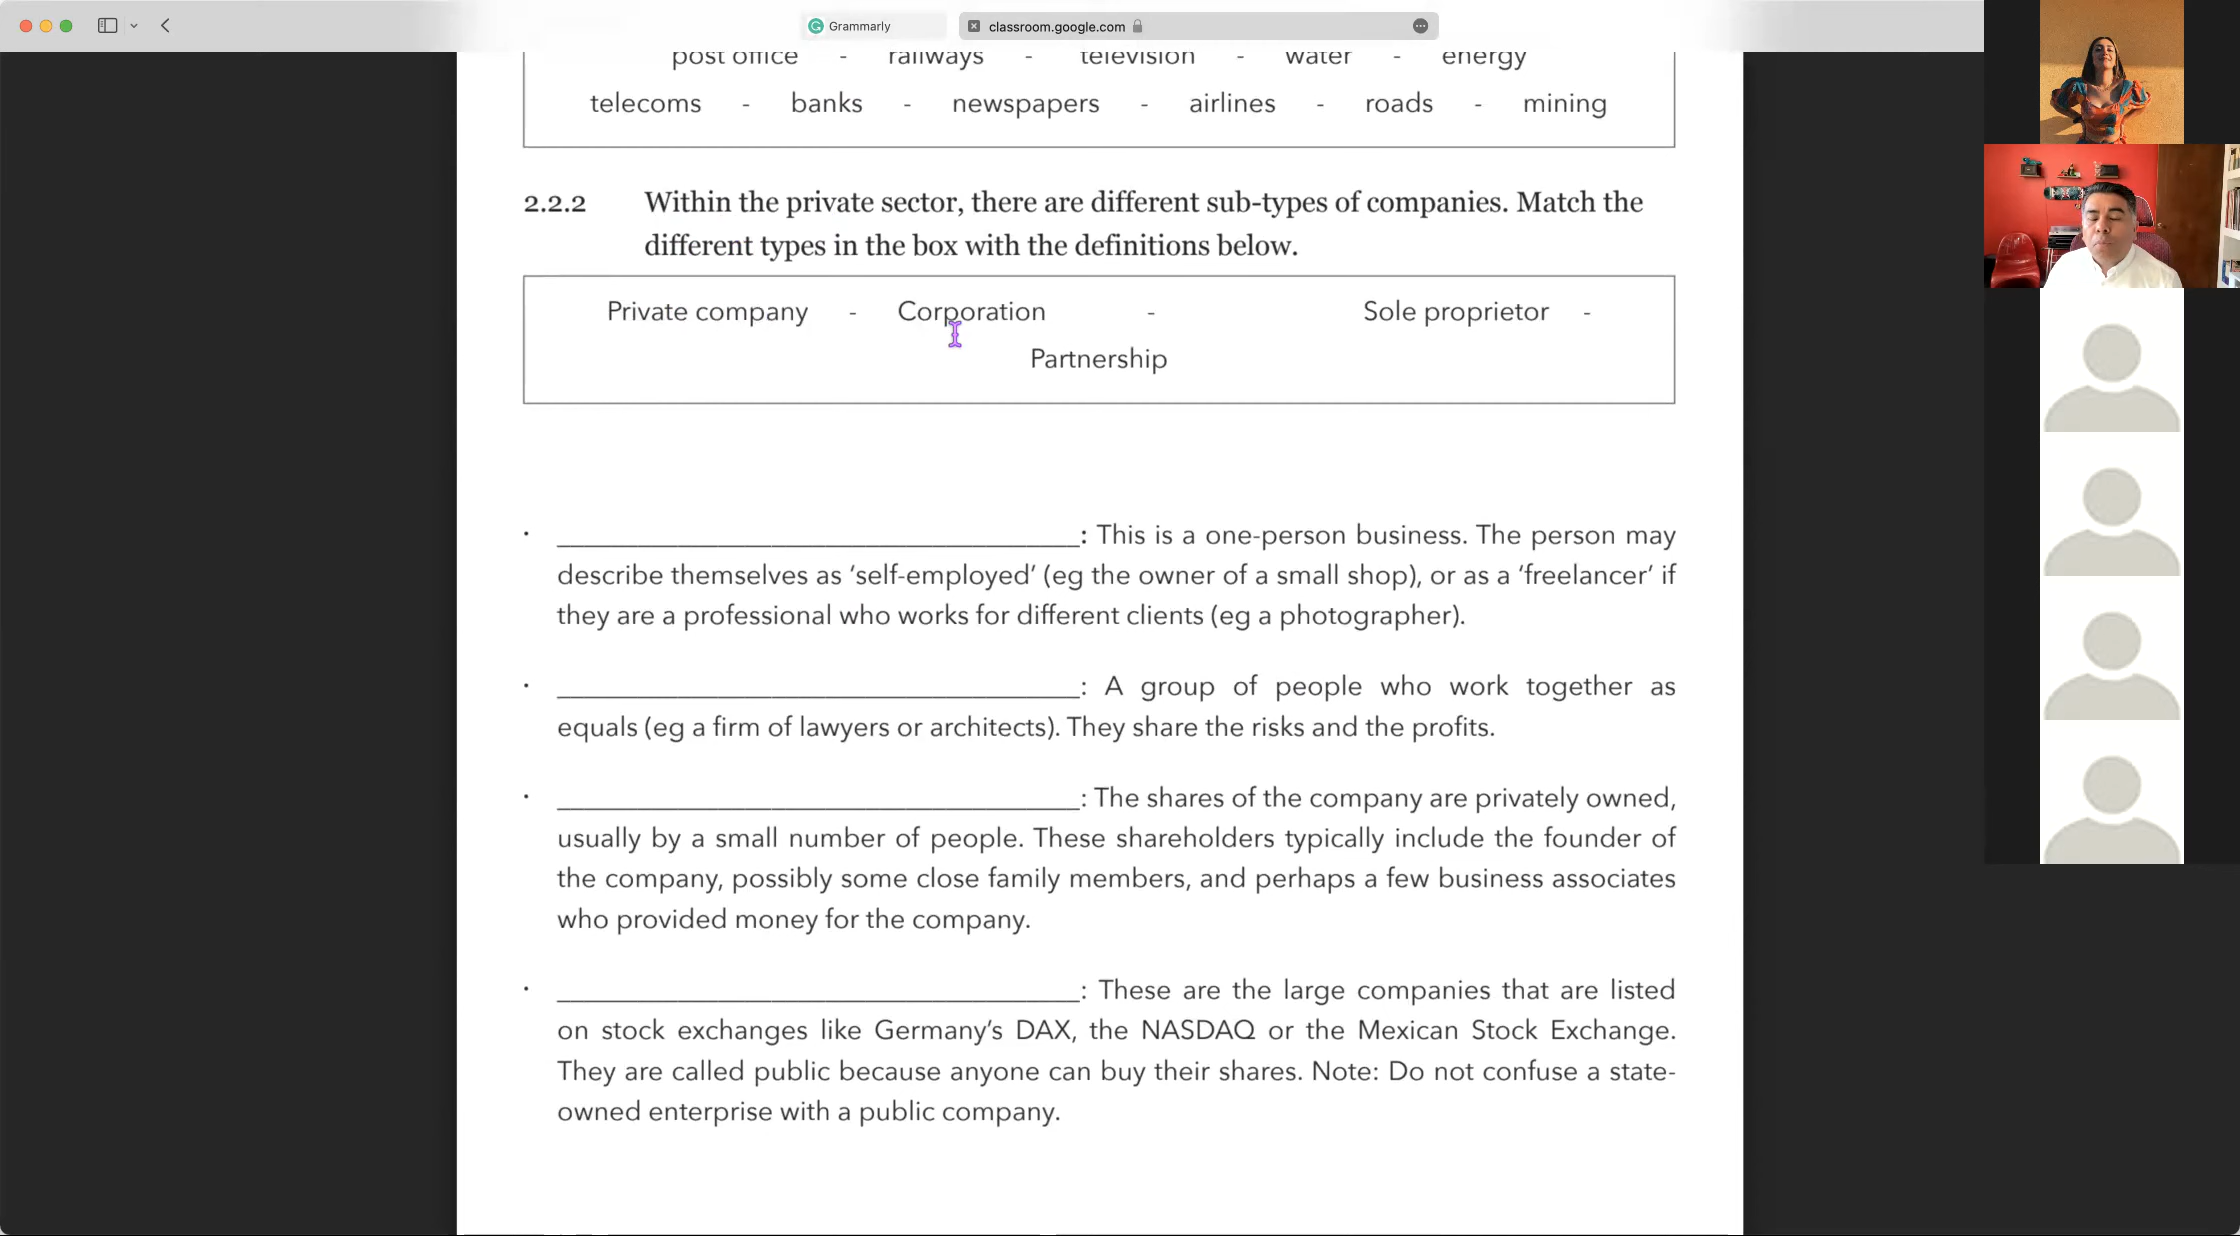 Grammarly
classroom.google.com
post office - railways - television - water - energy
telecoms - banks - newspapers - airlines - roads - mining
2.2.2 Within the private sector, there are different sub-types of companies. Match the
different types in the box with the definitions below.
Private company - Corporation - Sole proprietor -
Partnership
· ______________________________________: This is a one-person business. The person may
describe themselves as ‘self-employed’ (eg the owner of a small shop), or as a ‘freelancer’ if
they are a professional who works for different clients (eg a photographer).
· ______________________________________: A group of people who work together as
equals (eg a firm of lawyers or architects). They share the risks and the profits.
· ______________________________________: The shares of the company are privately owned,
usually by a small number of people. These shareholders typically include the founder of
the company, possibly some close family members, and perhaps a few business associates
who provided money for the company.
· ______________________________________: These are the large companies that are listed
on stock exchanges like Germany’s DAX, the NASDAQ or the Mexican Stock Exchange.
They are called public because anyone can buy their shares. Note: Do not confuse a state-
owned enterprise with a public company.